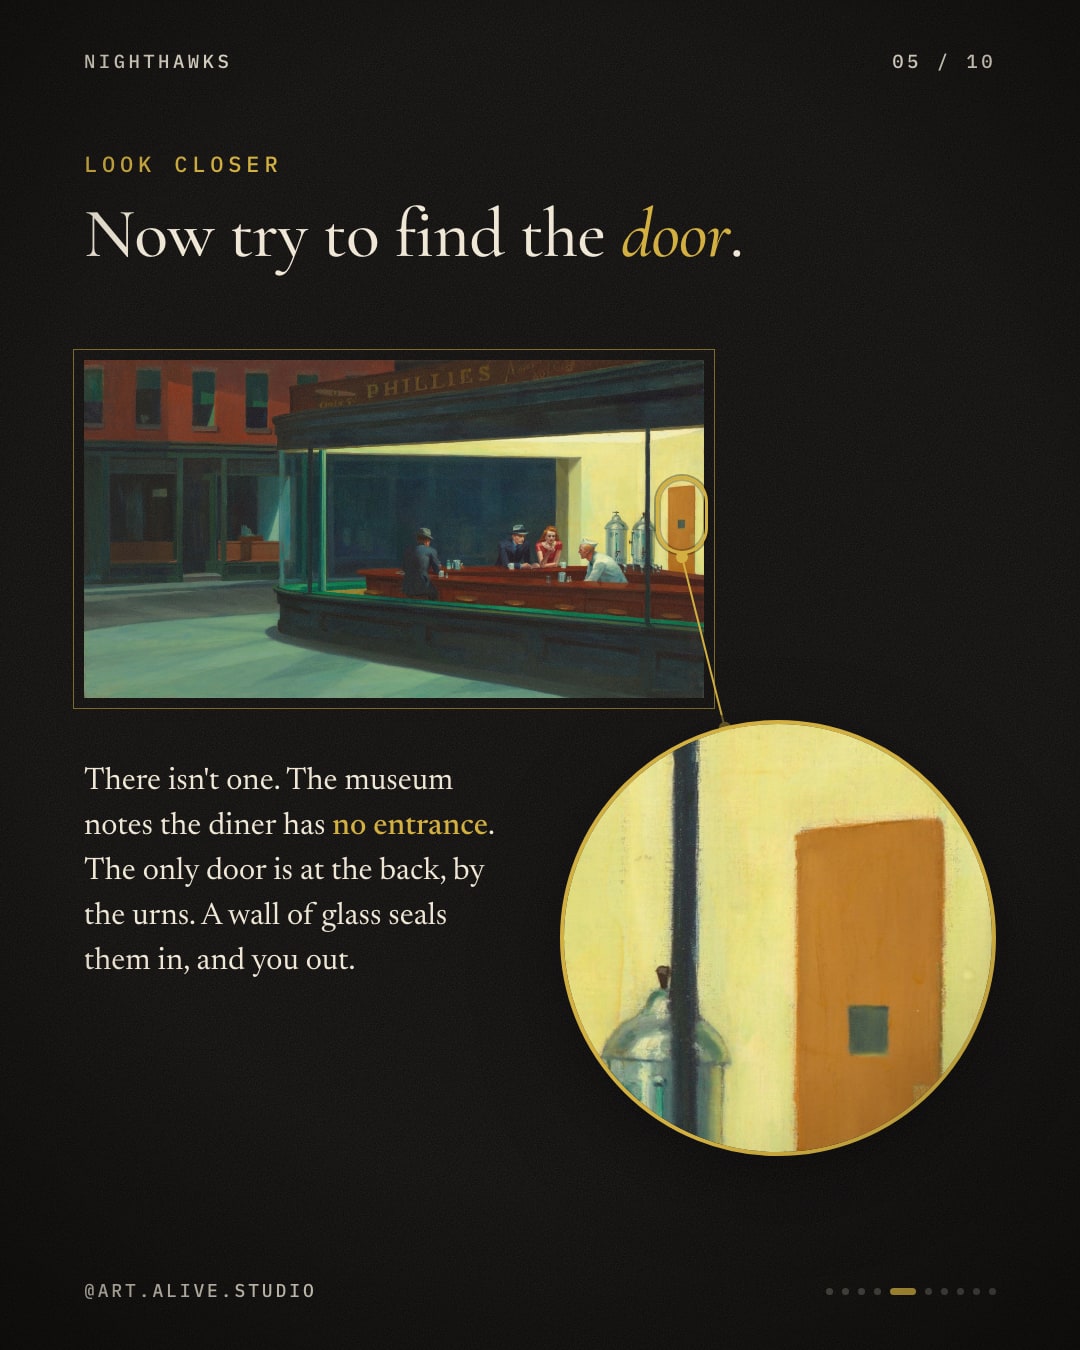 NIGHTHAWKS
05 / 10
LOOK CLOSER
Now try to find the door.
PHILLIES
There isn't one. The museum
notes the diner has no entrance.
The only door is at the back, by
the urns. A wall of glass seals
them in, and you out.
@ART.ALIVE.STUDIO